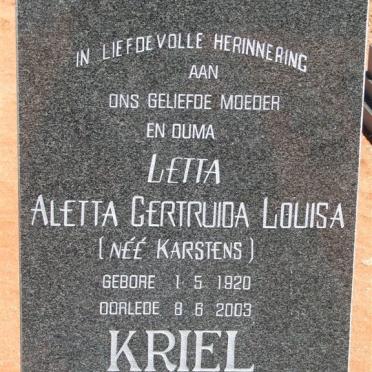 IN LIEFDEVOLLE HERINNERING
AAN
ONS GELIEFDE MOEDER
EN OUMA
LETTA
ALETTA GERTRUIDA LOUISA
(NÉÉ KARSTENS)
GEBORE 1 5 1920
OORLEDE 8 6 2003
KRIEL